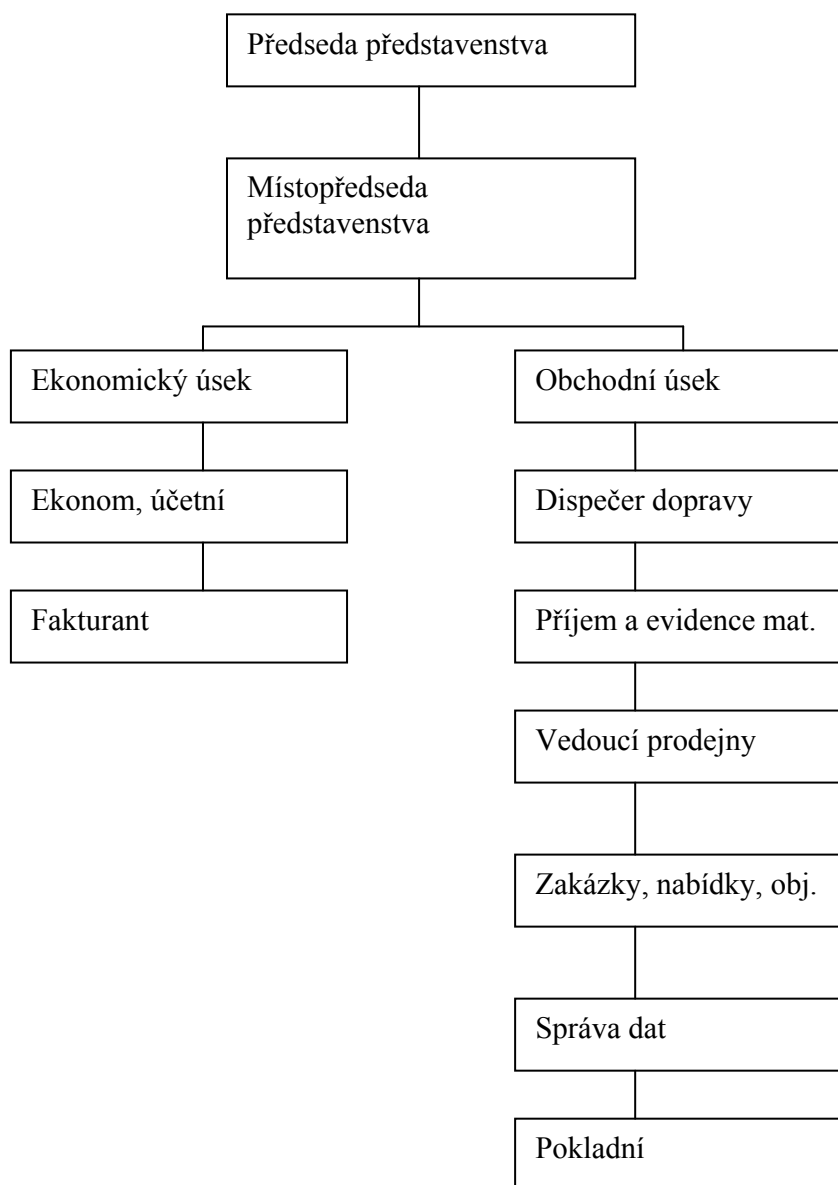 Předseda představenstva
Místopředseda
představenstva
Ekonomický úsek
Obchodní úsek
Ekonom, účetní
Dispečer dopravy
Fakturant
Příjem a evidence mat.
Vedoucí prodejny
Zakázky, nabídky, obj.
Správa dat
Pokladní